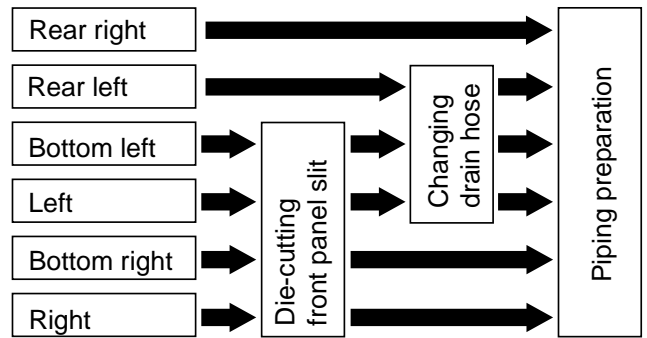 Rear right
Rear left
Bottom left
Left
Bottom right
Right
Die-cutting
front panel slit
Changing
drain hose
Piping preparation